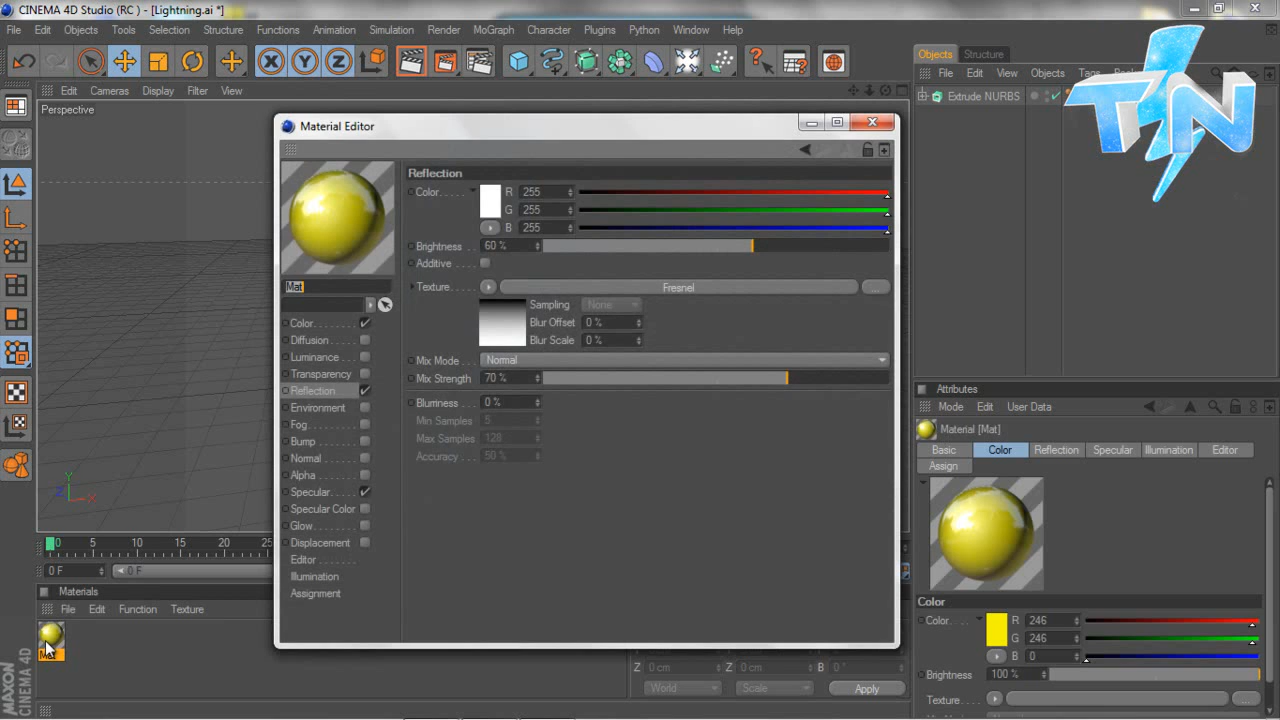 CINEMA 4D Studio (RC ) - [Lightning.ai *]
File Edit Objects Tools Selection Structure Functions Animation Simulation Render MoGraph Character Plugins Python Window Help
X Y Z
Objects Structure
Edit Cameras Display Filter View
File Edit View Objects Tags
Perspective
Extrude NURBS
TN
Material Editor
Reflection
Color R 255
G 255
B 255
Brightness 60 %
Additive
Texture Fresnel
Sampling None
Blur Offset 0 %
Blur Scale 0 %
Mix Mode Normal
Mix Strength 70 %
Blurriness 0 %
Min Samples 5
Max Samples 128
Accuracy 50 %
Mat
Color
Diffusion
Luminance
Transparency
Reflection
Environment
Fog
Bump
Normal
Alpha
Specular
Specular Color
Glow
Displacement
Editor
Illumination
Assignment
Y
Z X
0 5 10 15 20 25
0 F 0 F
Materials
File Edit Function Texture
Mat
MAXON
CINEMA 4D
Z 0 cm Z 0 cm B 0 °
World Scale Apply
Attributes
Mode Edit User Data
Material [Mat]
Basic Color Reflection Specular Illumination Editor
Assign
Color
Color R 246
G 246
B 0
Brightness 100 %
Texture